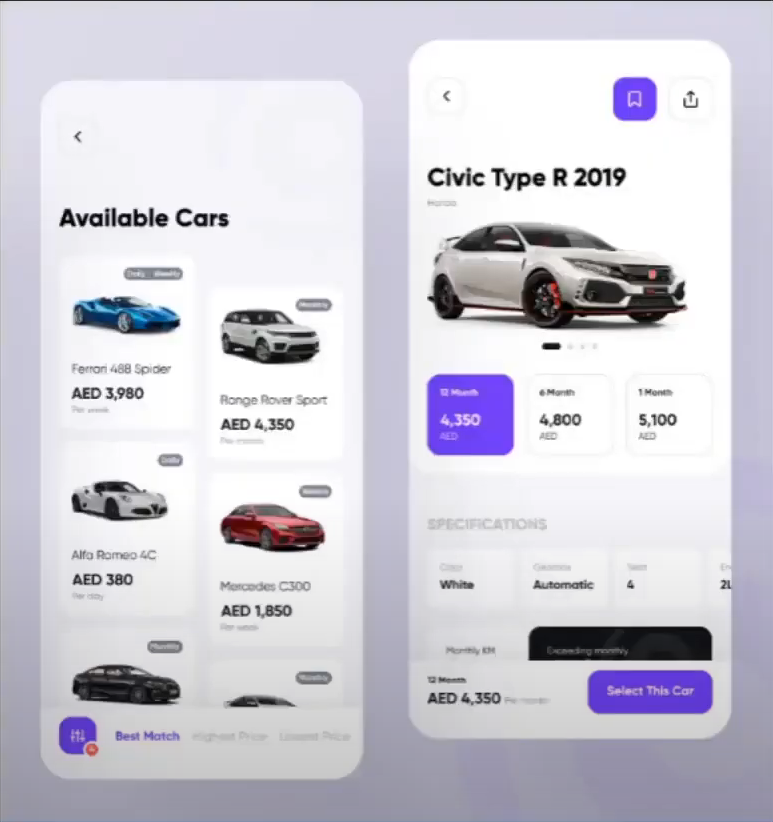 Available Cars
Daily
Weekly
Ferrari 488 Spider
AED 3,980
Per week
Monthly
Range Rover Sport
AED 4,350
Per month
Daily
Alfa Romeo 4C
AED 380
Per day
Mercedes C300
AED 1,850
Per week
Monthly
Monthly
Best Match
Highest Price
Lowest Price
Civic Type R 2019
Honda
12 Month
4,350
AED
6 Month
4,800
AED
1 Month
5,100
AED
SPECIFICATIONS
Color
White
Gearbox
Automatic
Seat
4
2L
Monthly KM
Exceeding monthly
12 Month
AED 4,350 Per month
Select This Car